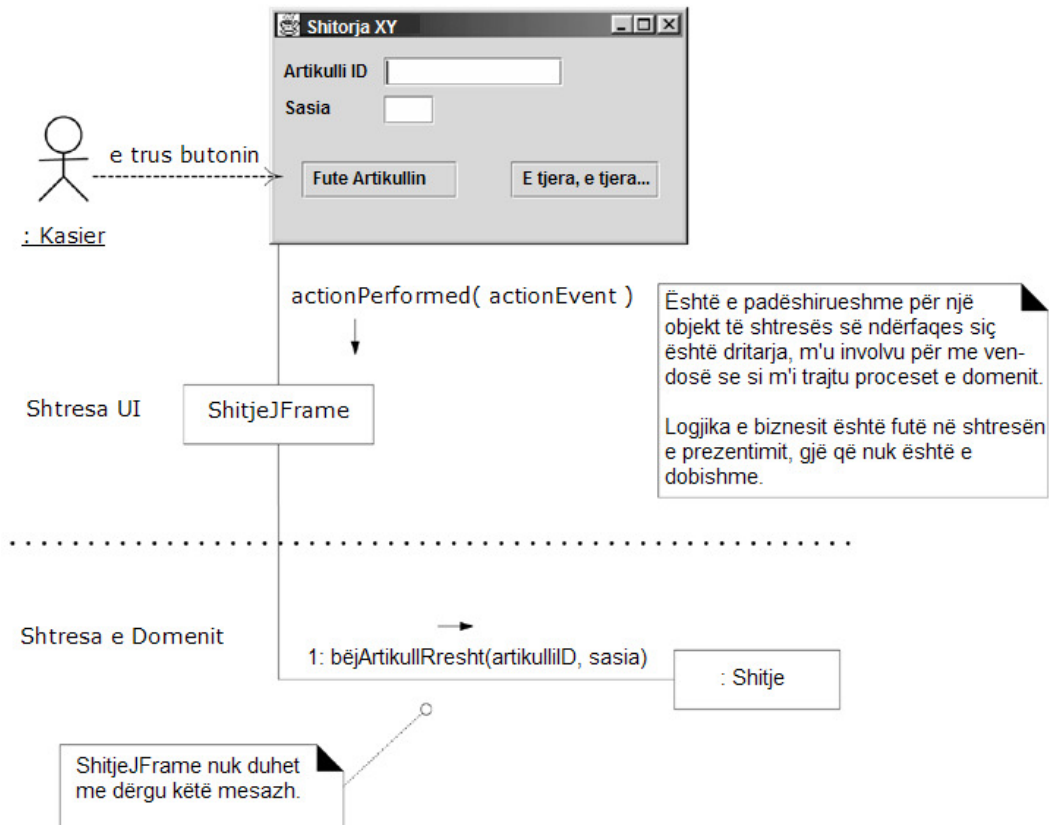 Shitorja XY
Artikulli ID
Sasia
e trus butonin
Fute Artikullin
E tjera, e tjera...
: Kasier
actionPerformed( actionEvent )
Është e padëshirueshme për një
objekt të shtresës së ndërfaqes siç
është dritarja, m'u involvu për me ven-
dosë se si m'i trajtu proceset e domenit.
Logjika e biznesit është futë në shtresën
e prezentimit, gjë që nuk është e
dobishme.
Shtresa UI
ShitjeJFrame
Shtresa e Domenit
1: bëjArtikullRresht(artikulliID, sasia)
: Shitje
ShitjeJFrame nuk duhet
me dërgu këtë mesazh.